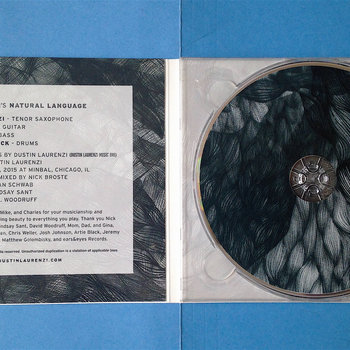 'S NATURAL LANGUAGE
ZI - TENOR SAXOPHONE
GUITAR
BASS
CK - DRUMS
S BY DUSTIN LAURENZI (DUSTIN LAURENZI MUSIC BMI)
STIN LAURENZI
, 2015 AT MINBAL, CHICAGO, IL
MIXED BY NICK BROSTE
AN SCHWAB
DSAY SANT
L. WOODRUFF
Mike, and Charles for your musicianship and
ing beauty to everything you play. Thank you Nick
ndsay Sant, David Woodruff, Mom, Dad, and Gina,
an, Chris Weller, Josh Johnson, Artie Black, Jeremy
Matthew Golombisky, and ears&eyes Records.
ts reserved. Unauthorized duplication is a violation of applicable laws.
DUSTINLAURENZI.COM